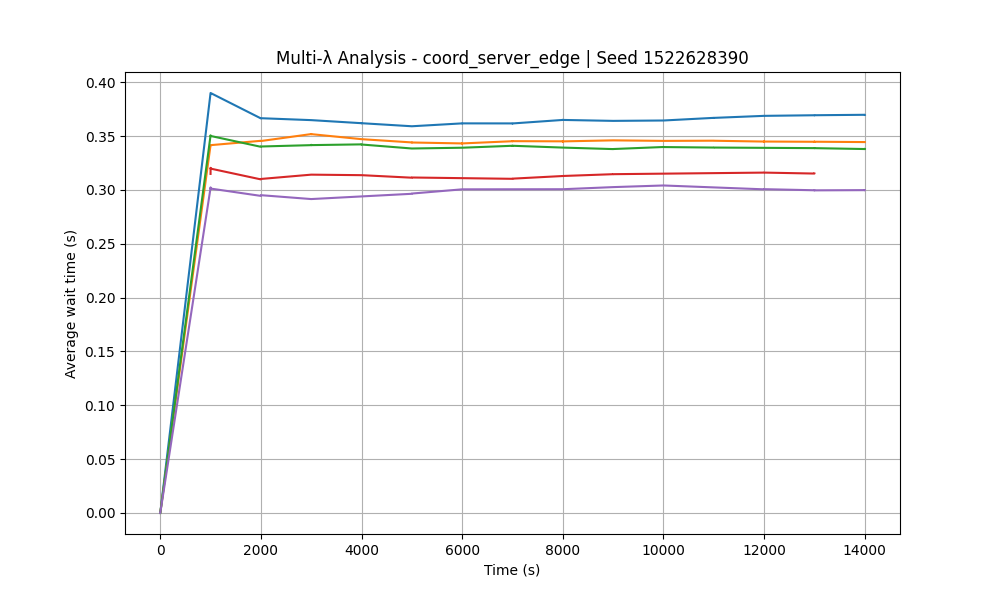 Multi-λ Analysis - coord_server_edge | Seed 1522628390
0.40
0.35
0.30
0.25
0.20
0.15
0.10
0.05
0.00
Average wait time (s)
0 2000 4000 6000 8000 10000 12000 14000
Time (s)